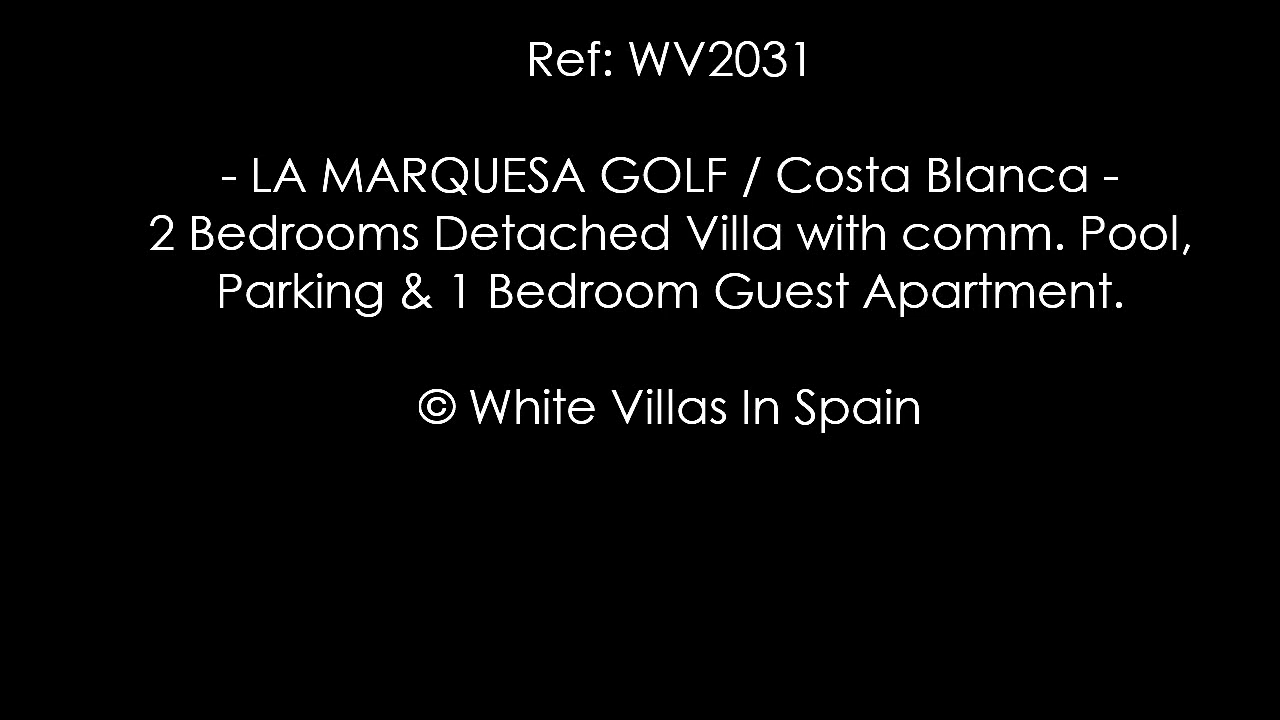 Ref: WV2031
- LA MARQUESA GOLF / Costa Blanca -
2 Bedrooms Detached Villa with comm. Pool,
Parking & 1 Bedroom Guest Apartment.
© White Villas In Spain